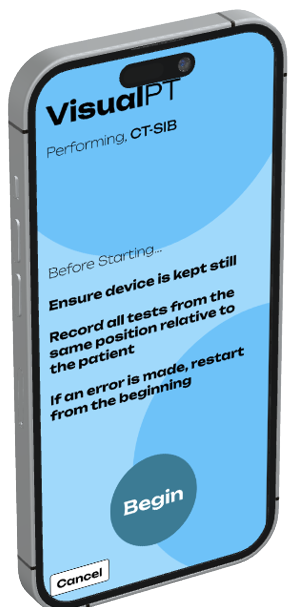 VisualPT
Performing, CT-SIB
Before Starting...
Ensure device is kept still
Record all tests from the
same position relative to
the patient
If an error is made, restart
from the beginning
Begin
Cancel